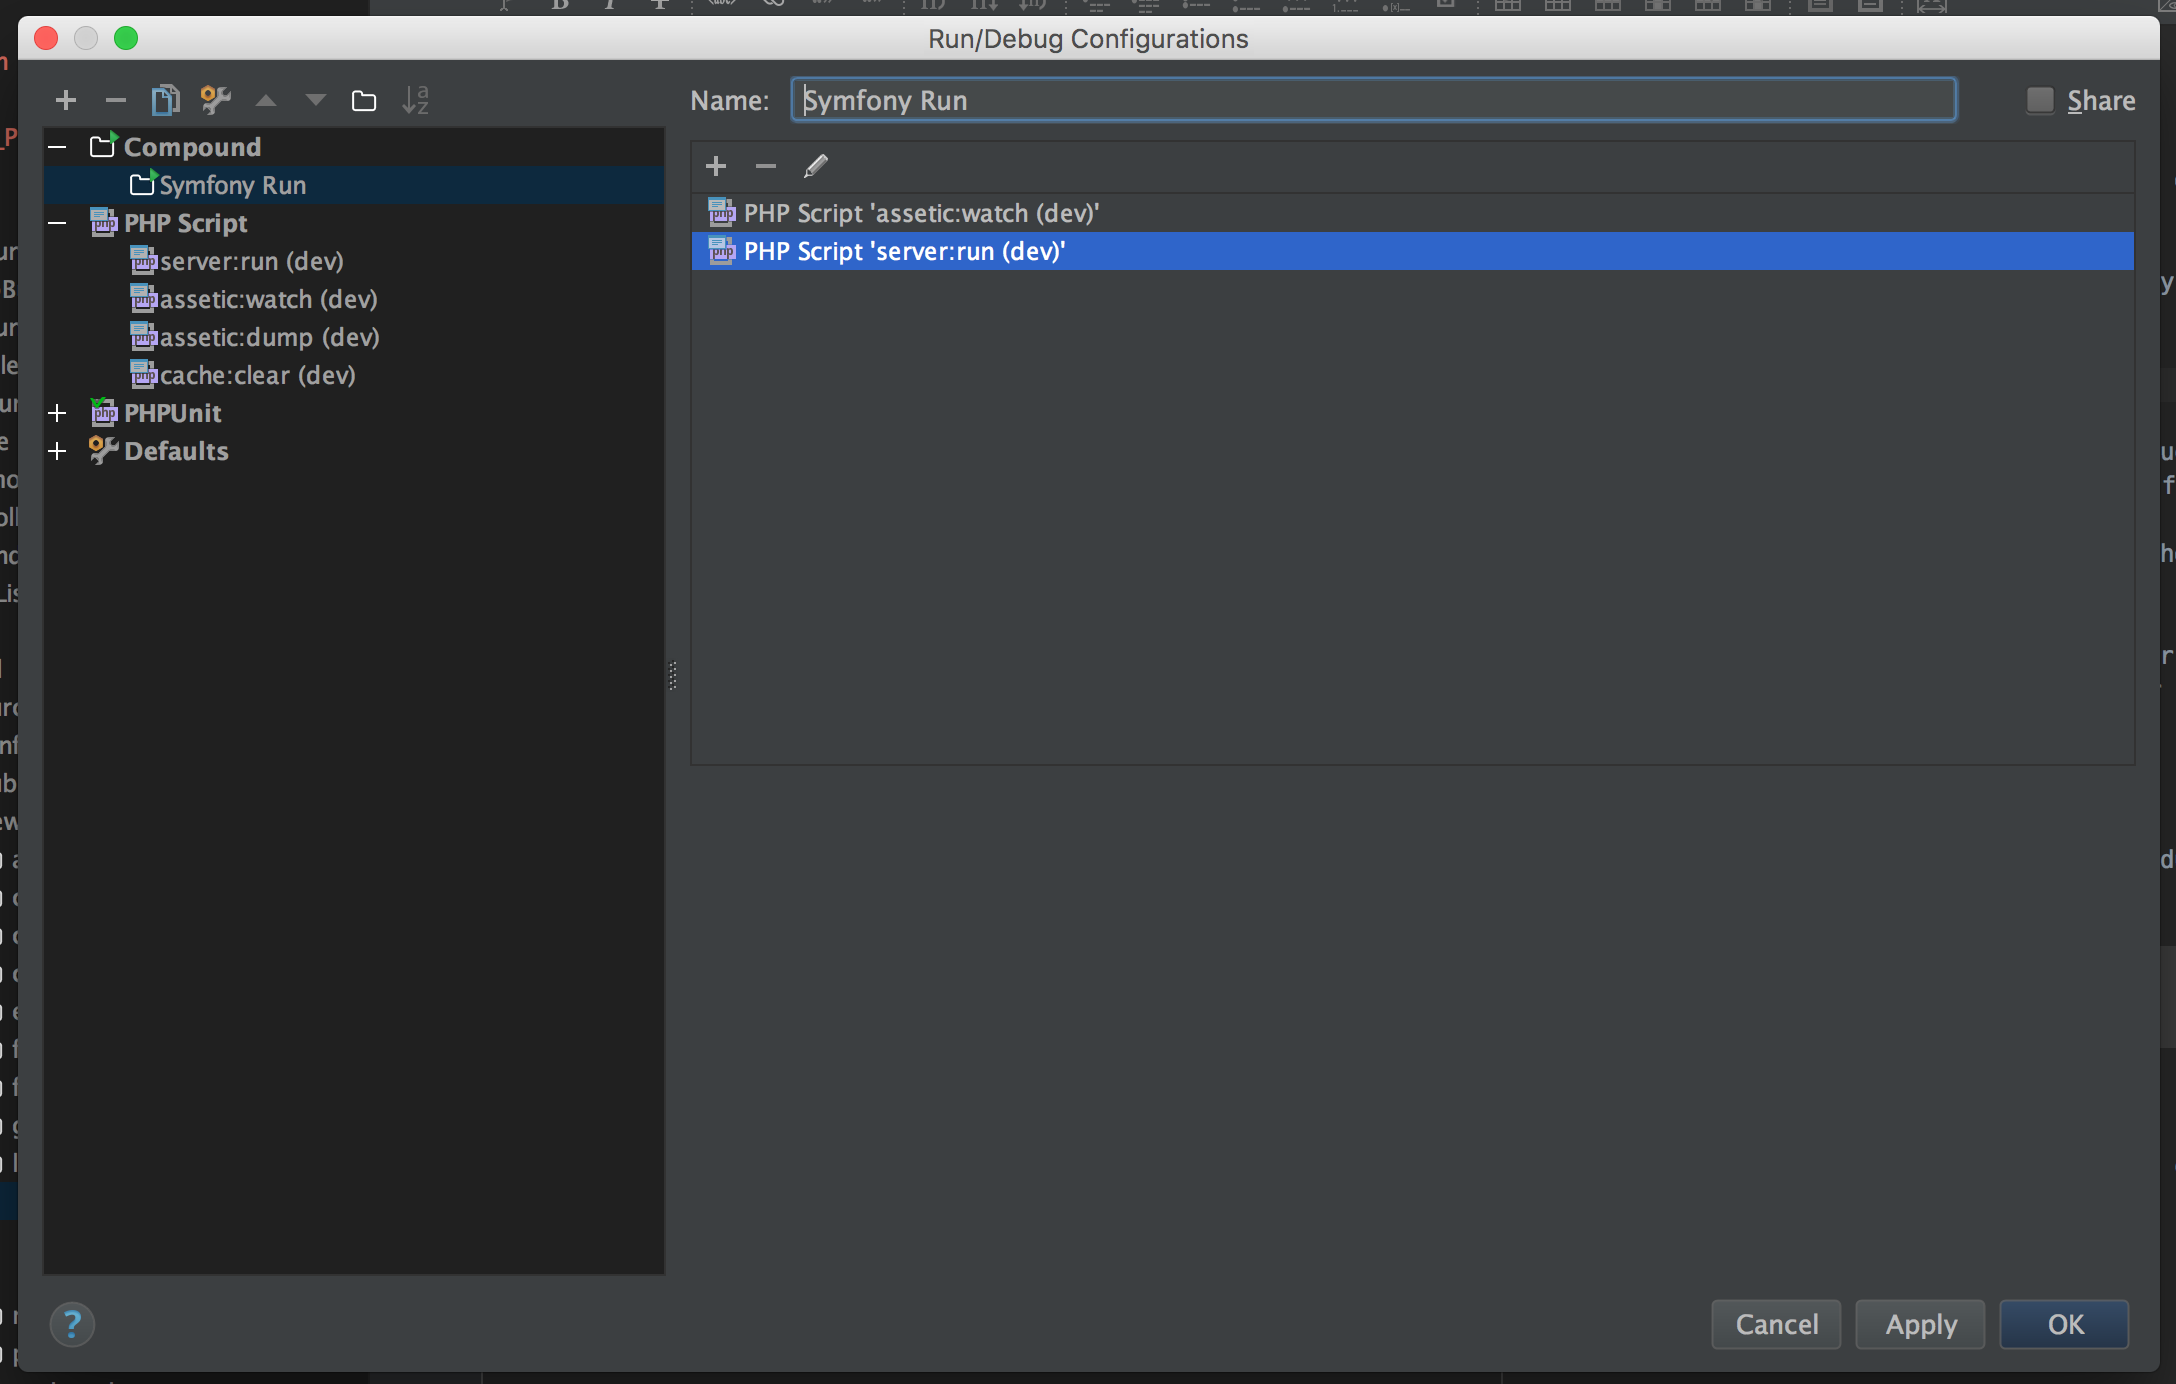 Run/Debug Configurations
Name: Symfony Run
Share
Compound
Symfony Run
PHP Script
server:run (dev)
assetic:watch (dev)
assetic:dump (dev)
cache:clear (dev)
PHPUnit
Defaults
PHP Script 'assetic:watch (dev)'
PHP Script 'server:run (dev)'
Cancel
Apply
OK